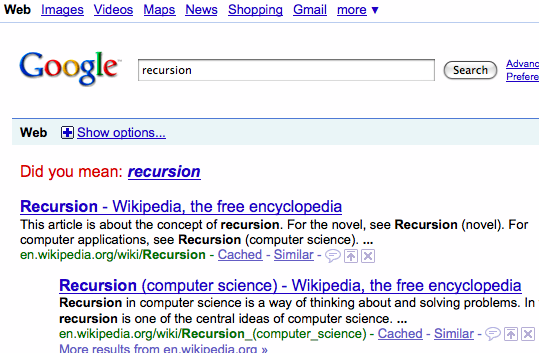 Web Images Videos Maps News Shopping Gmail more ▼
Google™ recursion Search Advanc
Prefere
Web Show options...
Did you mean: recursion
Recursion - Wikipedia, the free encyclopedia
This article is about the concept of recursion. For the novel, see Recursion (novel). For
computer applications, see Recursion (computer science). ...
en.wikipedia.org/wiki/Recursion - Cached - Similar -
Recursion (computer science) - Wikipedia, the free encyclopedia
Recursion in computer science is a way of thinking about and solving problems. In
recursion is one of the central ideas of computer science. ...
en.wikipedia.org/wiki/Recursion_(computer_science) - Cached - Similar -
More results from en.wikipedia.org »